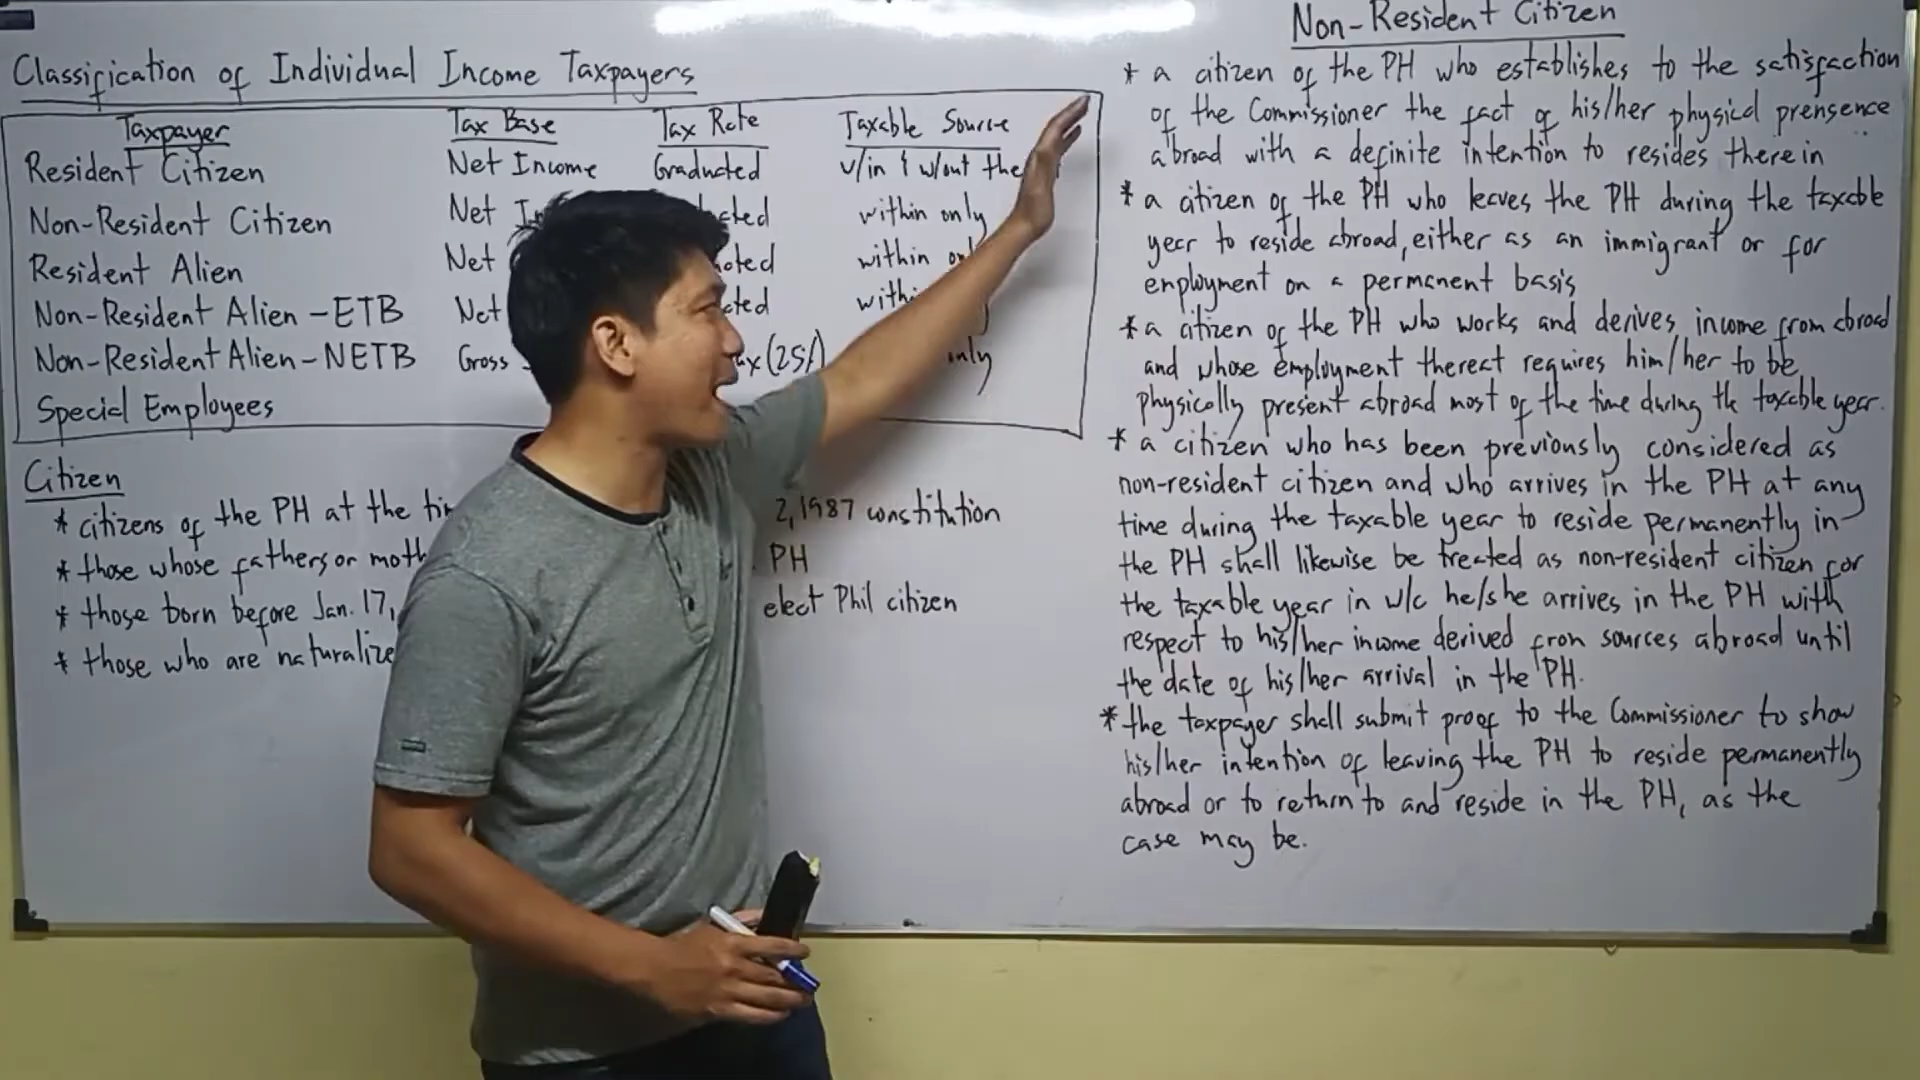 Classification of Individual Income Taxpayers
Taxpayer Tax Base Tax Rate Taxable Source
Resident Citizen Net Income Graduated w/in & w/out the
Non-Resident Citizen Net within only
Resident Alien Net within
Non-Resident Alien - ETB Net
Non-Resident Alien - NETB Gross (25%) only
Special Employees
Citizen
* citizens of the PH at the 2, 1987 constitution
* those whose fathers or PH
* those born before Jan. 17, elect Phil citizen
* those who are
Non-Resident Citizen
* a citizen of the PH who establishes to the satisfaction
of the Commissioner the fact of his/her physical prensence
abroad with a definite intention to resides there in
* a citizen of the PH who leaves the PH during the taxable
year to reside abroad, either as an immigrant or for
employment on a permanent basis
* a citizen of the PH who works and derives income from abroad
and whose employment thereat requires him/her to be
physically present abroad most of the time during the taxable year.
* a citizen who has been previously considered as
non-resident citizen and who arrives in the PH at any
time during the taxable year to reside permanently in
the PH shall likewise be treated as non-resident citizen for
the taxable year in w/c he/she arrives in the PH with
respect to his/her income derived fron sources abroad until
the date of his/her arrival in the PH.
* the taxpayer shall submit proof to the Commissioner to show
his/her intention of leaving the PH to reside permanently
abroad or to return to and reside in the PH, as the
case may be.